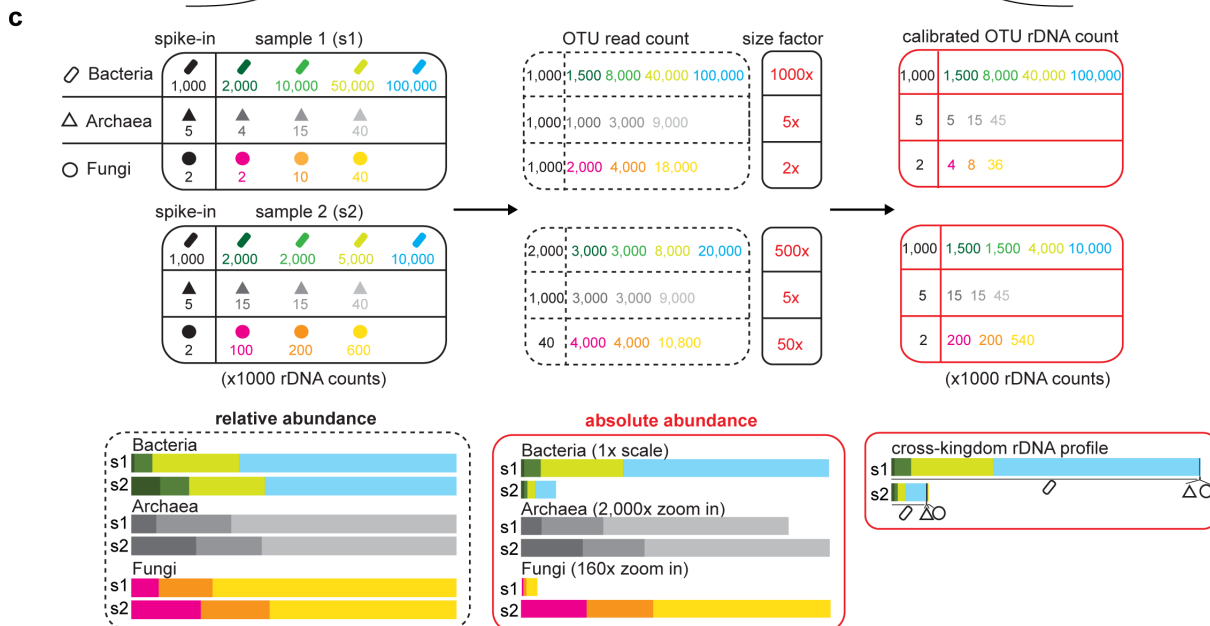 c
spike-in sample 1 (s1) OTU read count size factor calibrated OTU rDNA count
Bacteria 1,000 2,000 10,000 50,000 100,000 1,000 1,500 8,000 40,000 100,000 1000x 1,000 1,500 8,000 40,000 100,000
Archaea 5 4 15 40 1,000 1,000 3,000 9,000 5x 5 5 15 45
Fungi 2 2 10 40 1,000 2,000 4,000 18,000 2x 2 4 8 36
spike-in sample 2 (s2)
1,000 2,000 2,000 5,000 10,000 2,000 3,000 3,000 8,000 20,000 500x 1,000 1,500 1,500 4,000 10,000
5 15 15 40 1,000 3,000 3,000 9,000 5x 5 15 15 45
2 100 200 600 40 4,000 4,000 10,800 50x 2 200 200 540
(x1000 rDNA counts) (x1000 rDNA counts)
relative abundance
Bacteria
s1
s2
Archaea
s1
s2
Fungi
s1
s2
absolute abundance
Bacteria (1x scale)
s1
s2
Archaea (2,000x zoom in)
s1
s2
Fungi (160x zoom in)
s1
s2
cross-kingdom rDNA profile
s1
s2